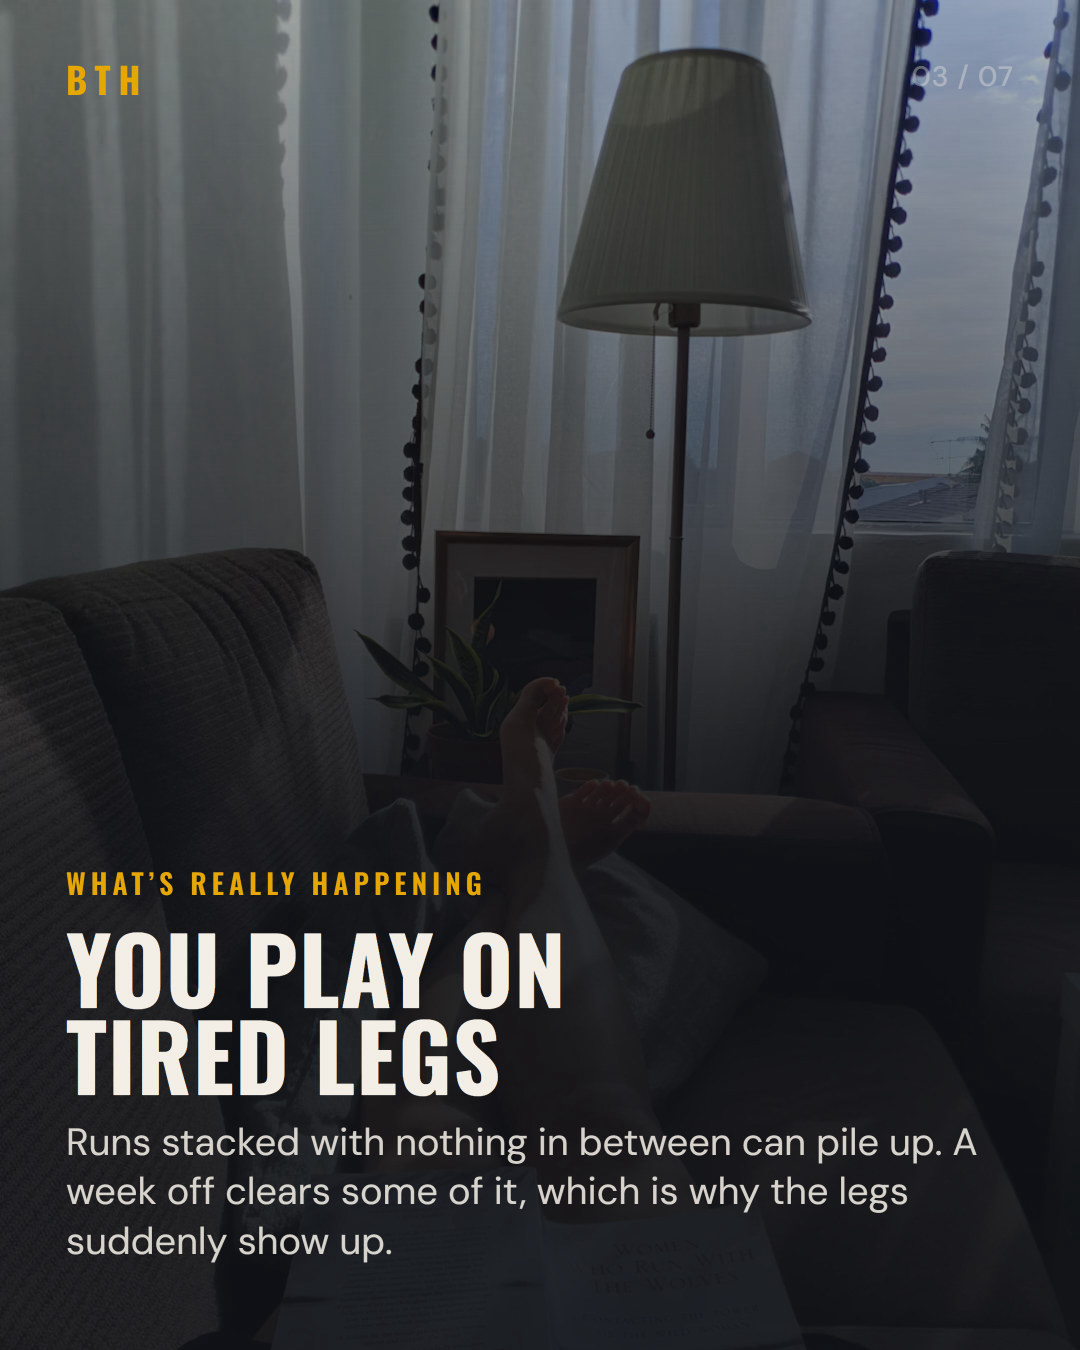 BTH
03 / 07
WHAT’S REALLY HAPPENING
YOU PLAY ON
TIRED LEGS
Runs stacked with nothing in between can pile up. A
week off clears some of it, which is why the legs
suddenly show up.